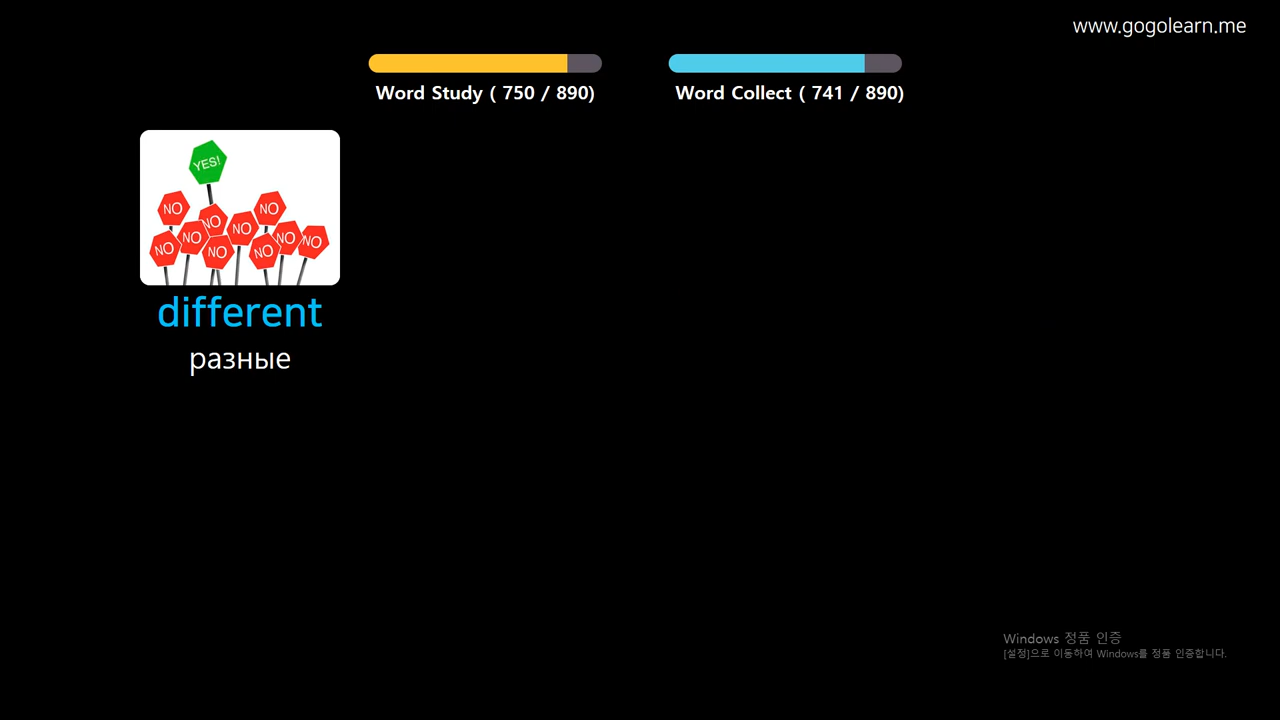 www.gogolearn.me
Word Study ( 750 / 890)
Word Collect ( 741 / 890)
YES!
NO
NO
NO
NO
NO
NO
NO
NO
NO
NO
different
разные
Windows 정품 인증
[설정]으로 이동하여 Windows를 정품 인증합니다.